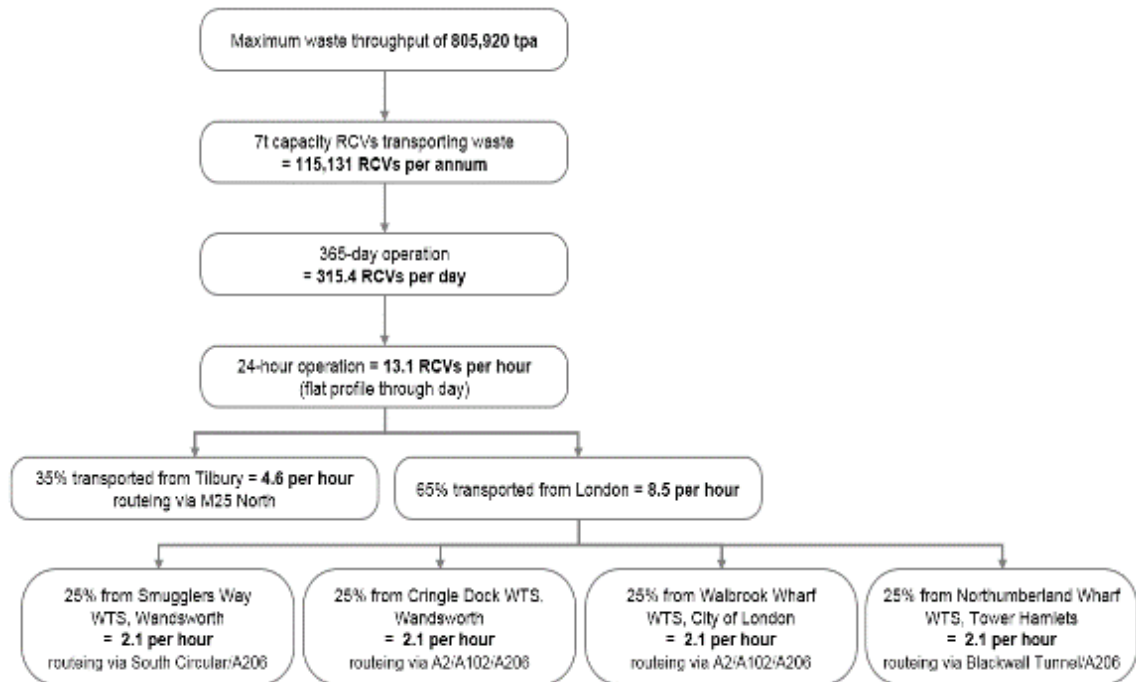 Maximum waste throughput of 805,920 tpa
7t capacity RCVs transporting waste
= 115,131 RCVs per annum
365-day operation
= 315.4 RCVs per day
24-hour operation = 13.1 RCVs per hour
(flat profile through day)
35% transported from Tilbury = 4.6 per hour
routeing via M25 North
65% transported from London = 8.5 per hour
25% from Smugglers Way
WTS, Wandsworth
= 2.1 per hour
routeing via South Circular/A206
25% from Cringle Dock WTS.
Wandsworth
= 2.1 per hour
routeing via A2/A102/A206
25% from Walbrook Wharf
WTS, City of London
= 2.1 per hour
routeing via A2/A102/A206
25% from Northumberland Wharf
WTS, Tower Hamlets
= 2.1 per hour
routeing via Blackwall Tunnel/A206